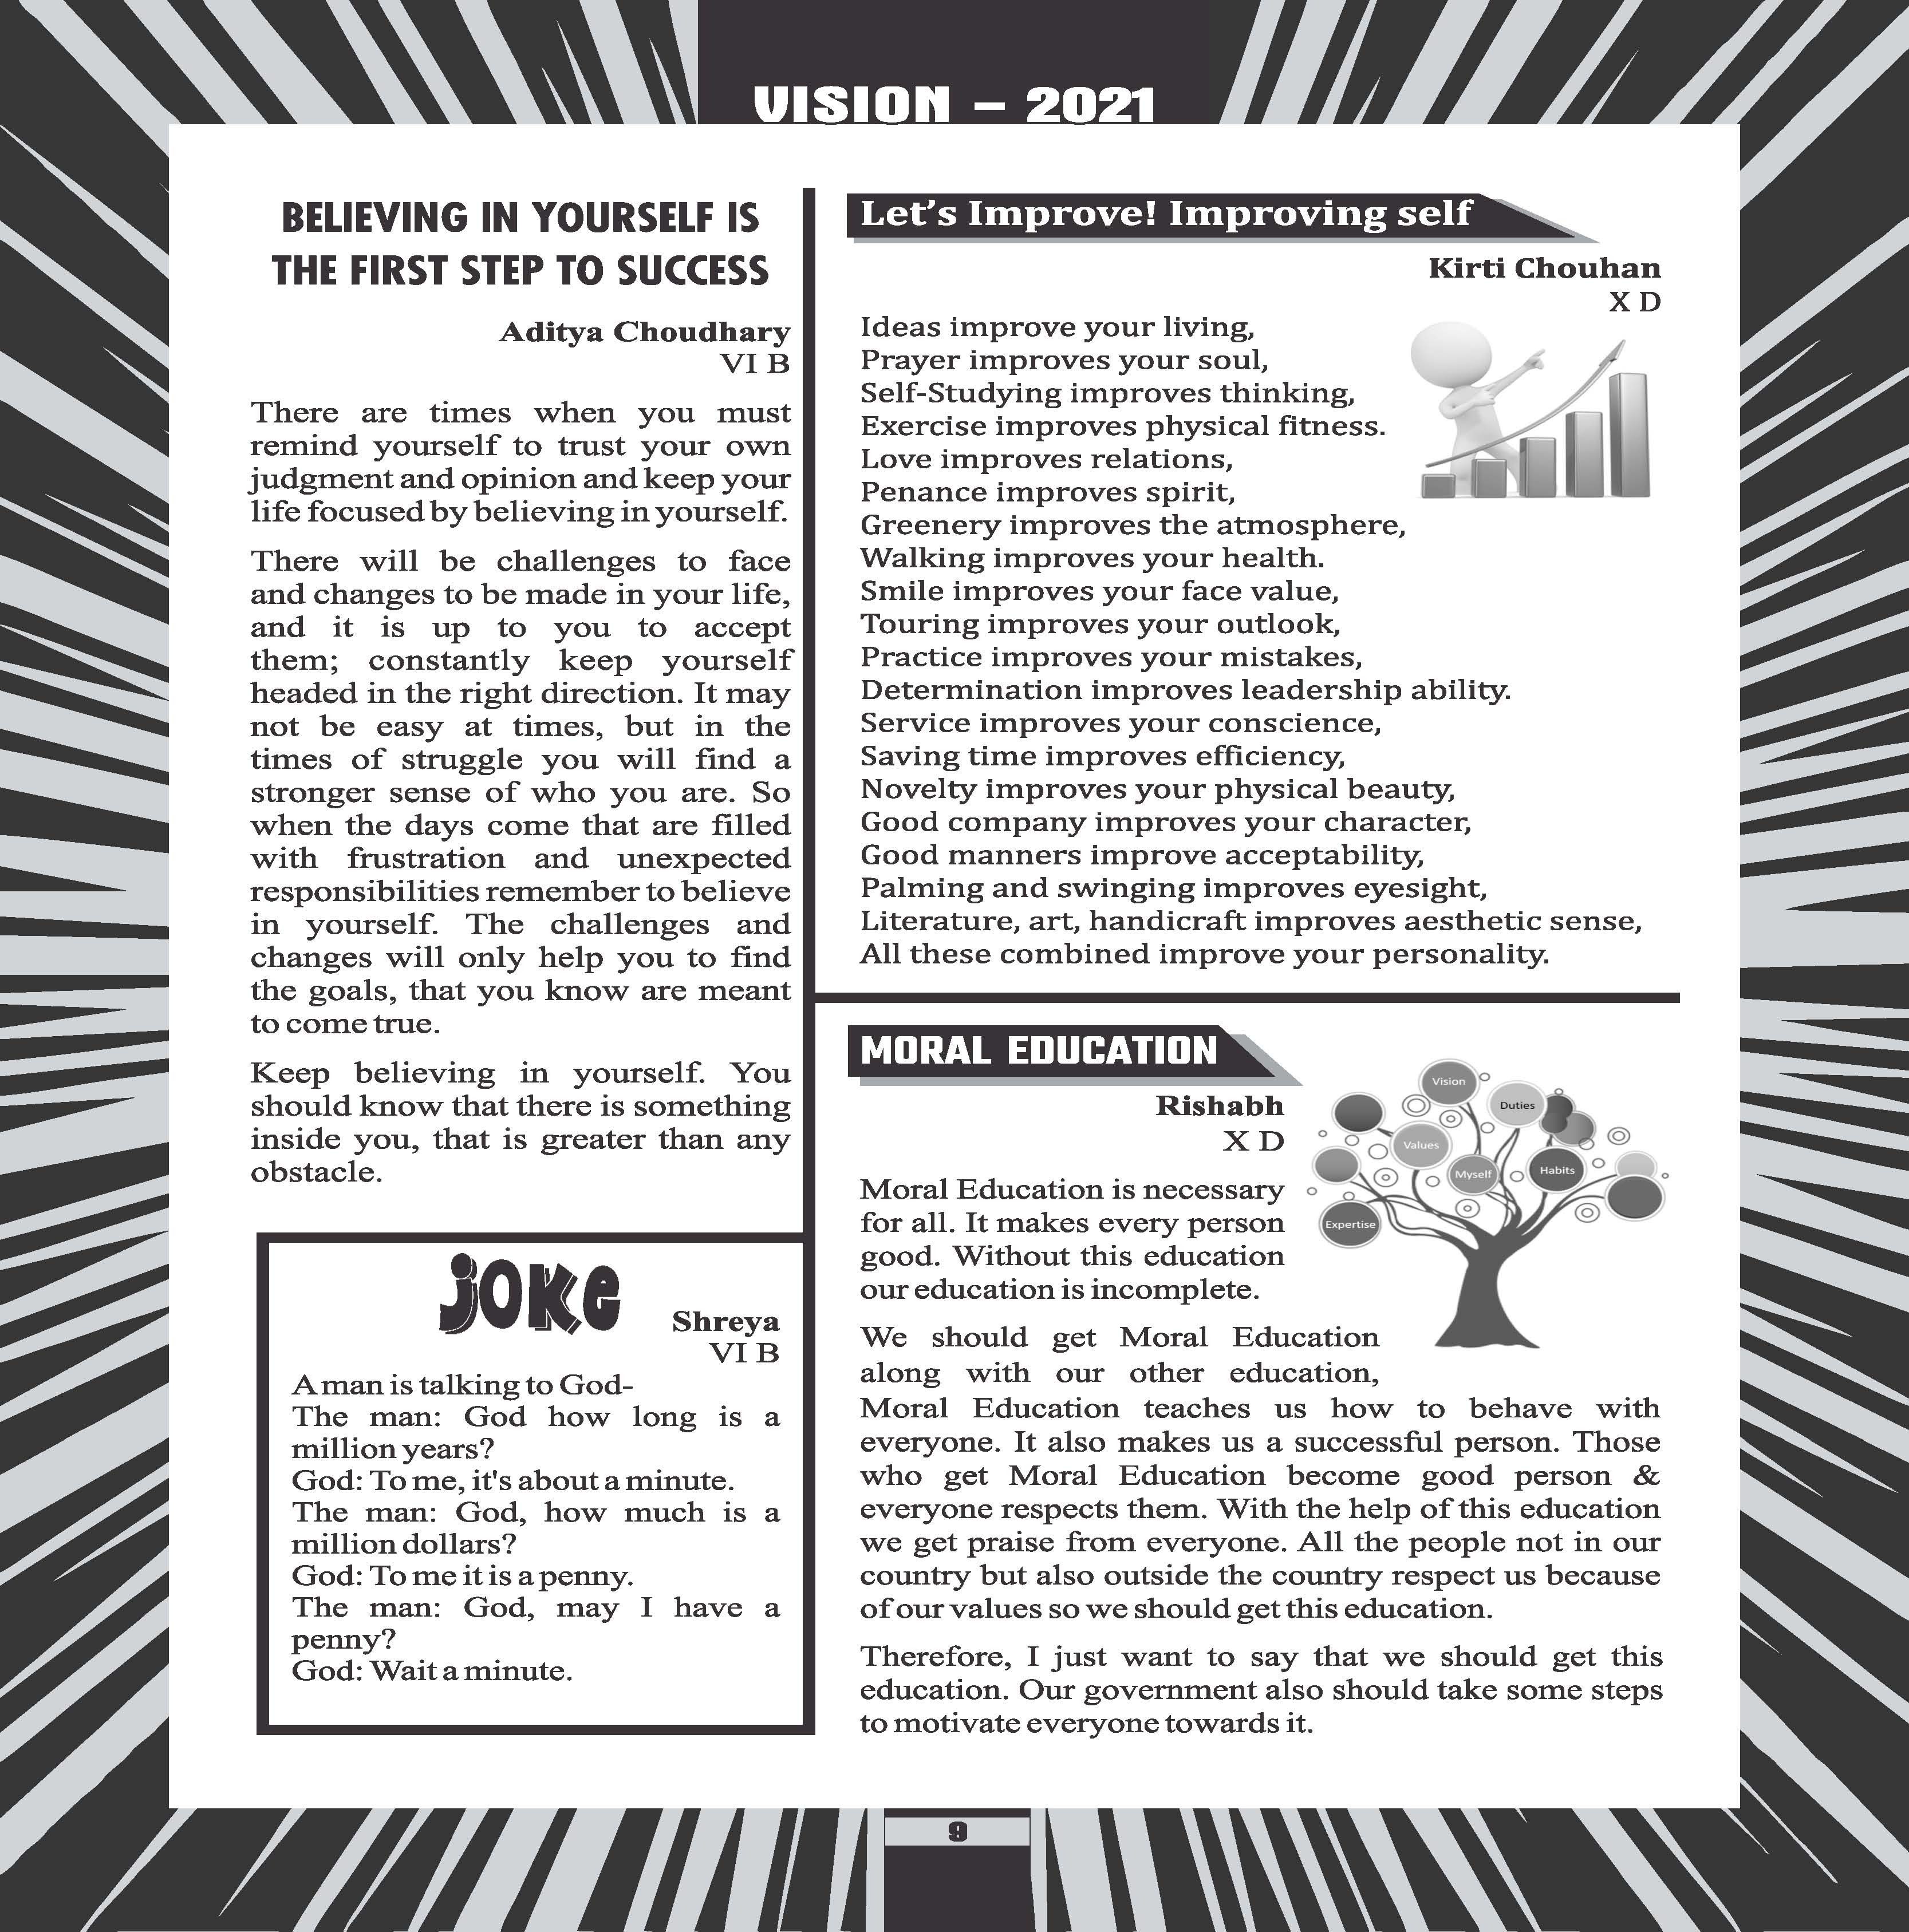 VISION – 2021
BELIEVING IN YOURSELF IS
THE FIRST STEP TO SUCCESS
Aditya Choudhary
VI B
There are times when you must
remind yourself to trust your own
judgment and opinion and keep your
life focused by believing in yourself.
There will be challenges to face
and changes to be made in your life,
and it is up to you to accept
them; constantly keep yourself
headed in the right direction. It may
not be easy at times, but in the
times of struggle you will find a
stronger sense of who you are. So
when the days come that are filled
with frustration and unexpected
responsibilities remember to believe
in yourself. The challenges and
changes will only help you to find
the goals, that you know are meant
to come true.
Keep believing in yourself. You
should know that there is something
inside you, that is greater than any
obstacle.
joke
Shreya
VI B
A man is talking to God-
The man: God how long is a
million years?
God: To me, it's about a minute.
The man: God, how much is a
million dollars?
God: To me it is a penny.
The man: God, may I have a
penny?
God: Wait a minute.
Let's Improve! Improving self
Kirti Chouhan
X D
Ideas improve your living,
Prayer improves your soul,
Self-Studying improves thinking,
Exercise improves physical fitness.
Love improves relations,
Penance improves spirit,
Greenery improves the atmosphere,
Walking improves your health.
Smile improves your face value,
Touring improves your outlook,
Practice improves your mistakes,
Determination improves leadership ability.
Service improves your conscience,
Saving time improves efficiency,
Novelty improves your physical beauty,
Good company improves your character,
Good manners improve acceptability,
Palming and swinging improves eyesight,
Literature, art, handicraft improves aesthetic sense,
All these combined improve your personality.
MORAL EDUCATION
Rishabh
X D
Vision
Duties
Values
Myself
Habits
Expertise
Moral Education is necessary
for all. It makes every person
good. Without this education
our education is incomplete.
We should get Moral Education
along with our other education,
Moral Education teaches us how to behave with
everyone. It also makes us a successful person. Those
who get Moral Education become good person &
everyone respects them. With the help of this education
we get praise from everyone. All the people not in our
country but also outside the country respect us because
of our values so we should get this education.
Therefore, I just want to say that we should get this
education. Our government also should take some steps
to motivate everyone towards it.
9